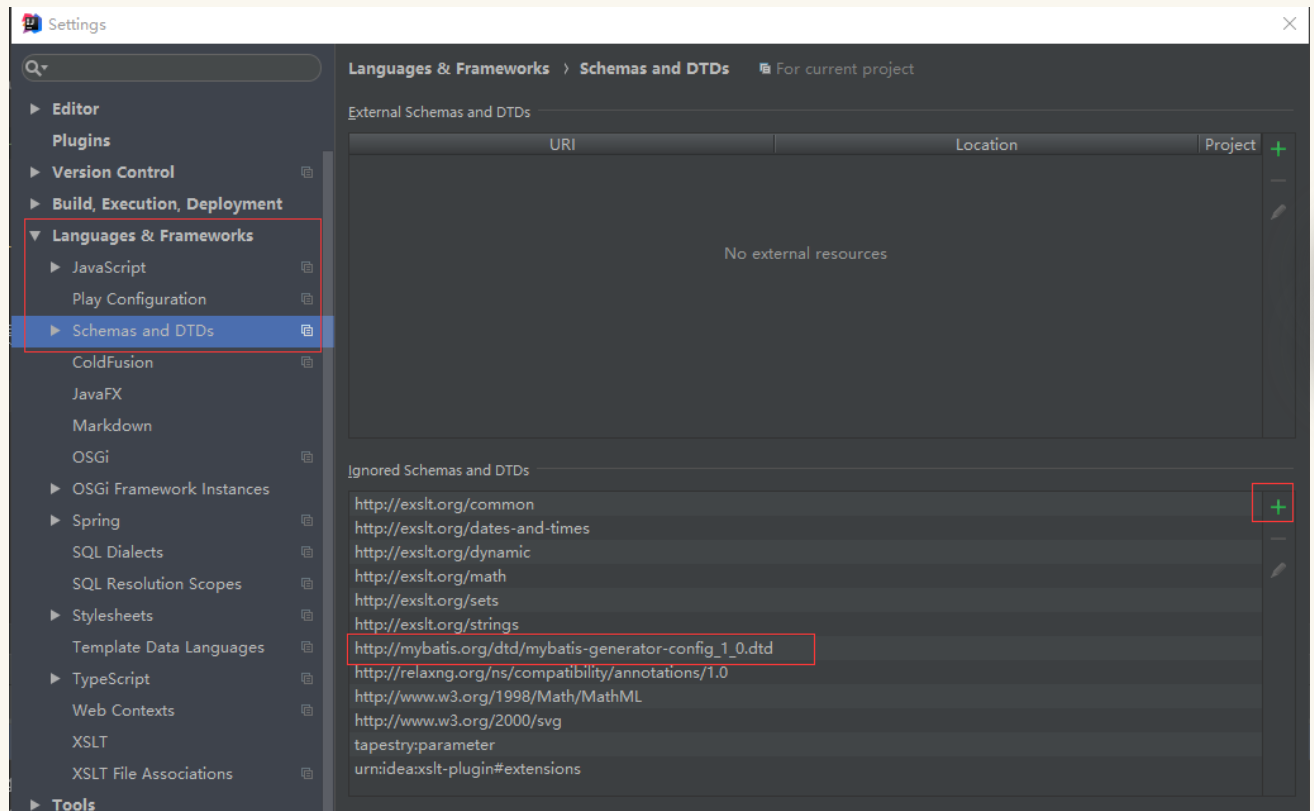 Settings
Editor
Plugins
Version Control
Build, Execution, Deployment
Languages & Frameworks
JavaScript
Play Configuration
Schemas and DTDs
ColdFusion
JavaFX
Markdown
OSGi
OSGi Framework Instances
Spring
SQL Dialects
SQL Resolution Scopes
Stylesheets
Template Data Languages
TypeScript
Web Contexts
XSLT
XSLT File Associations
Tools
Languages & Frameworks › Schemas and DTDs For current project
External Schemas and DTDs
URI Location Project
No external resources
Ignored Schemas and DTDs
http://exslt.org/common
http://exslt.org/dates-and-times
http://exslt.org/dynamic
http://exslt.org/math
http://exslt.org/sets
http://exslt.org/strings
http://mybatis.org/dtd/mybatis-generator-config_1_0.dtd
http://relaxng.org/ns/compatibility/annotations/1.0
http://www.w3.org/1998/Math/MathML
http://www.w3.org/2000/svg
tapestry:parameter
urn:idea:xslt-plugin#extensions